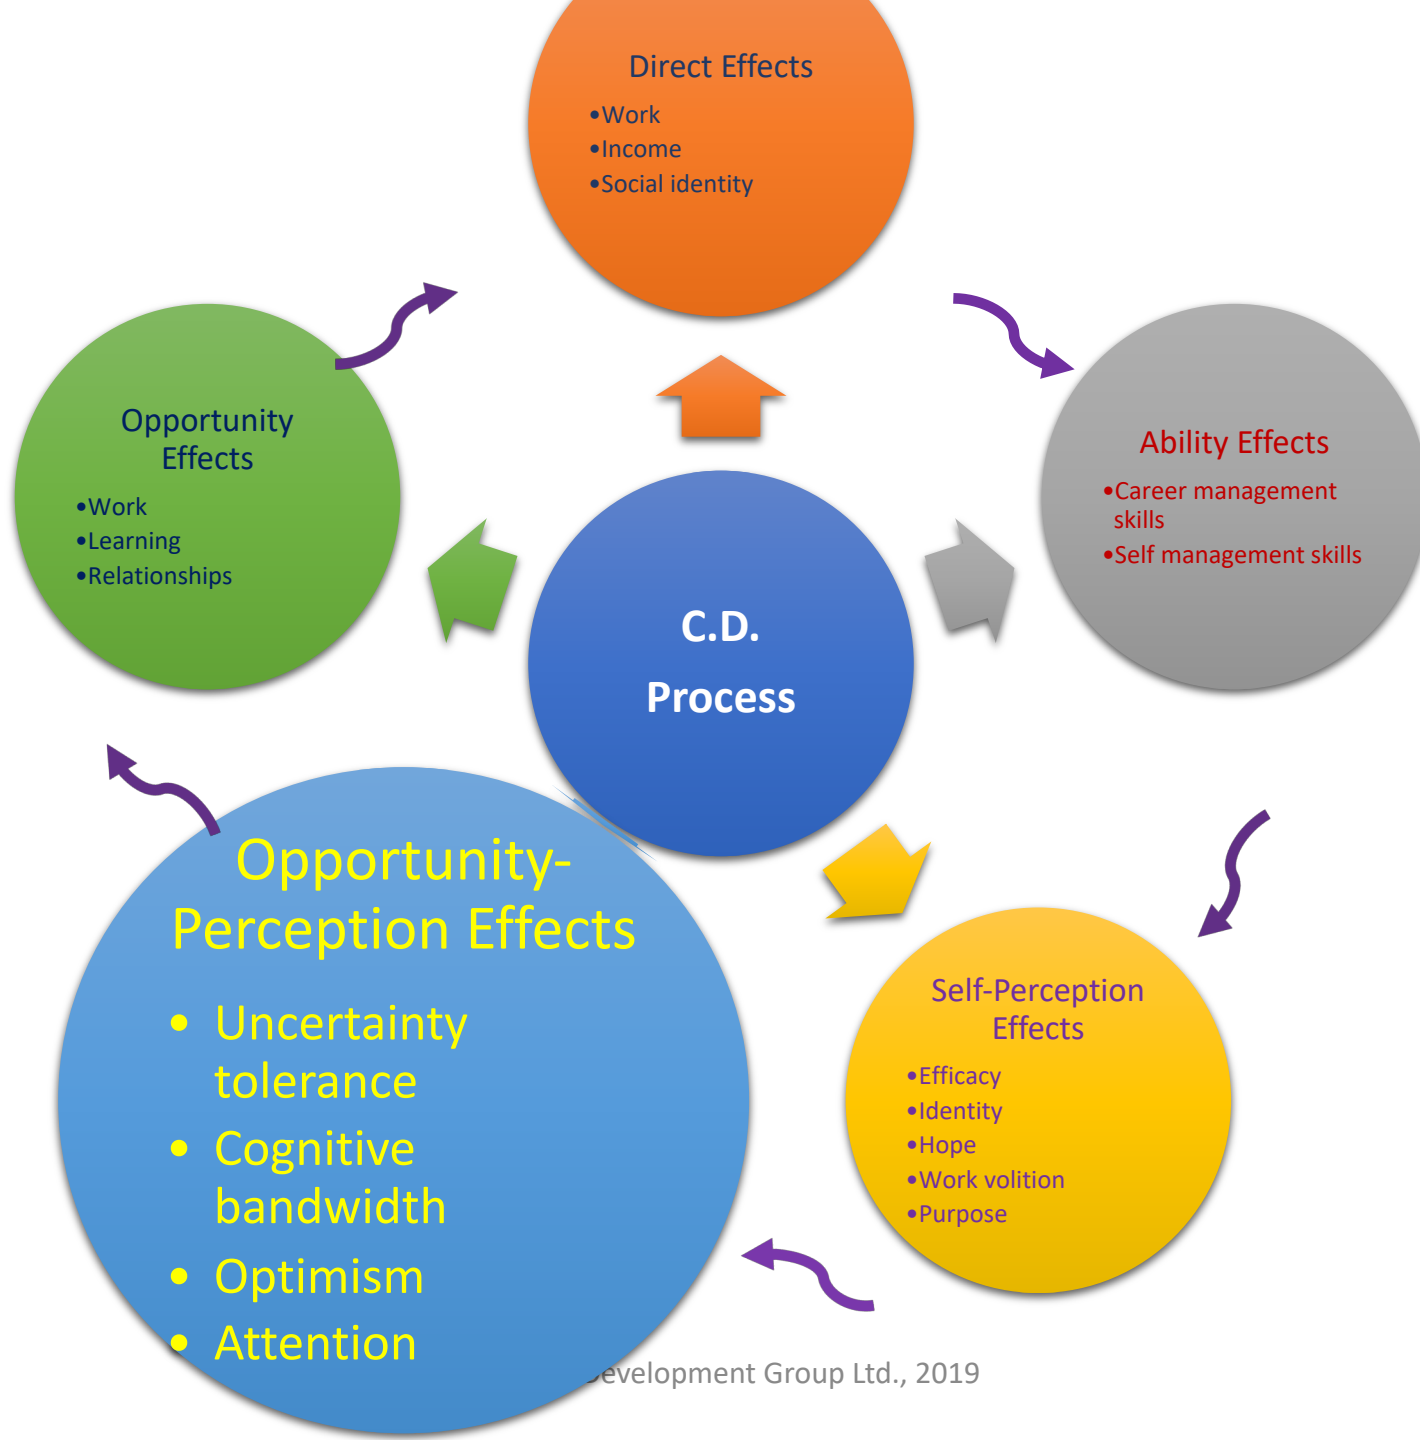 Direct Effects
•Work
•Income
•Social identity
Opportunity
Effects
•Work
•Learning
•Relationships
Ability Effects
•Career management
skills
•Self management skills
C.D.
Process
Opportunity-
Perception Effects
• Uncertainty
tolerance
• Cognitive
bandwidth
• Optimism
• Attention
Self-Perception
Effects
•Efficacy
•Identity
•Hope
•Work volition
•Purpose
Development Group Ltd., 2019